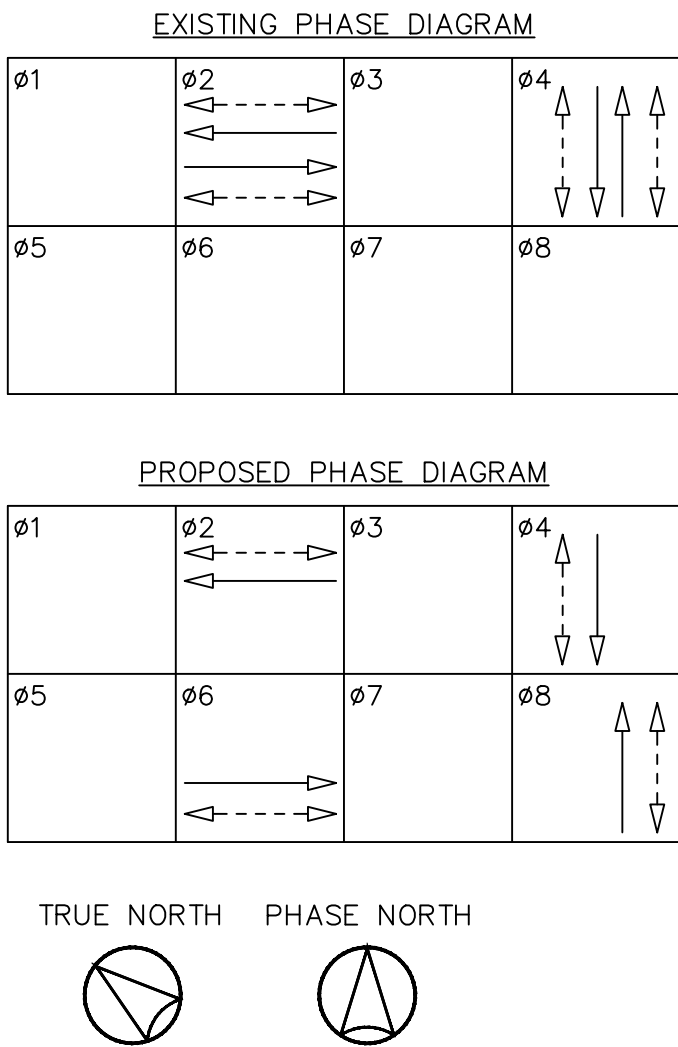 EXISTING PHASE DIAGRAM
ø1 ø2 ø3 ø4
ø5 ø6 ø7 ø8
PROPOSED PHASE DIAGRAM
ø1 ø2 ø3 ø4
ø5 ø6 ø7 ø8
TRUE NORTH PHASE NORTH